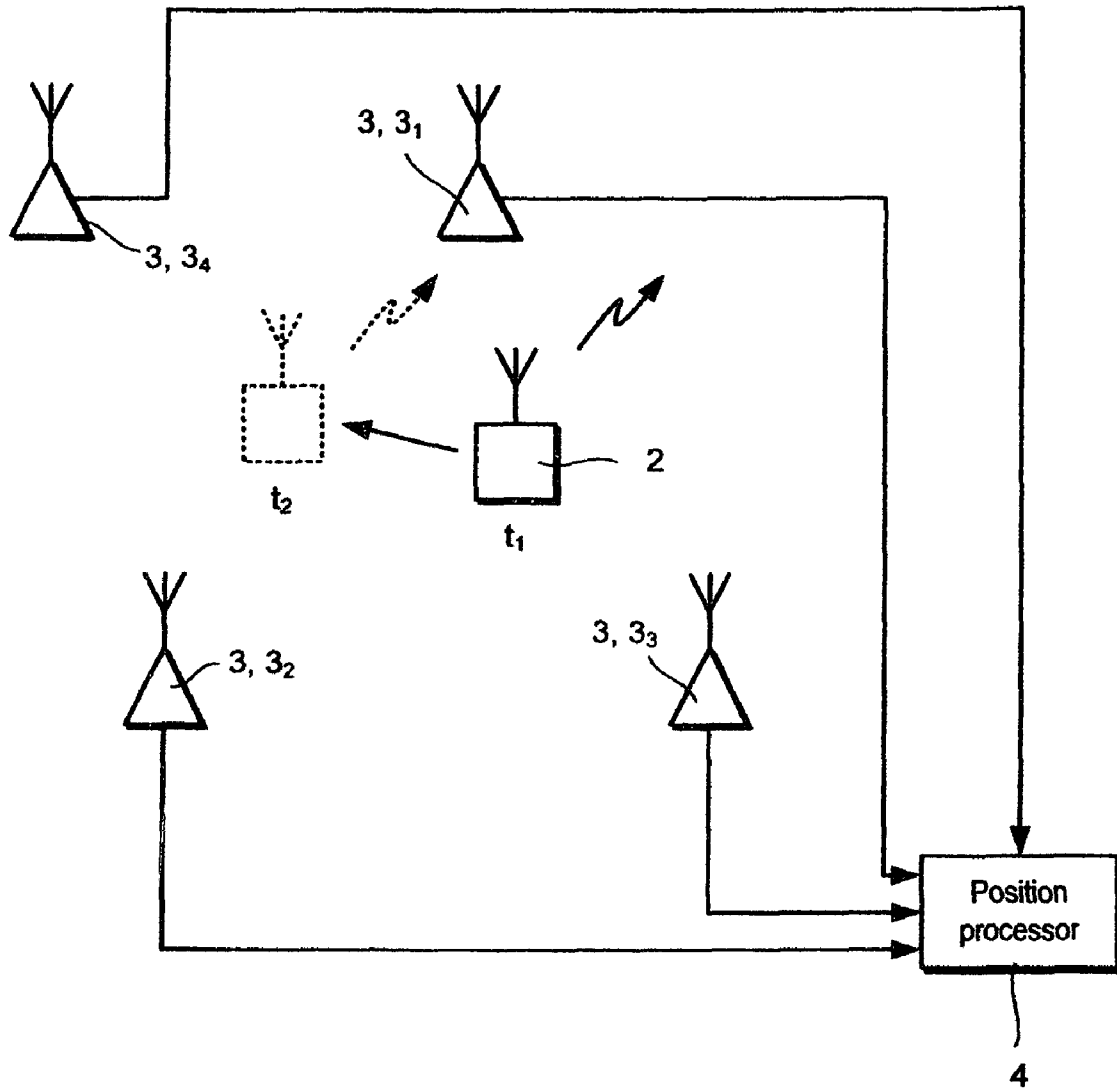 3, 3₁
3, 3₄
2
t₂
t₁
3, 3₂
3, 3₃
Position
processor
4